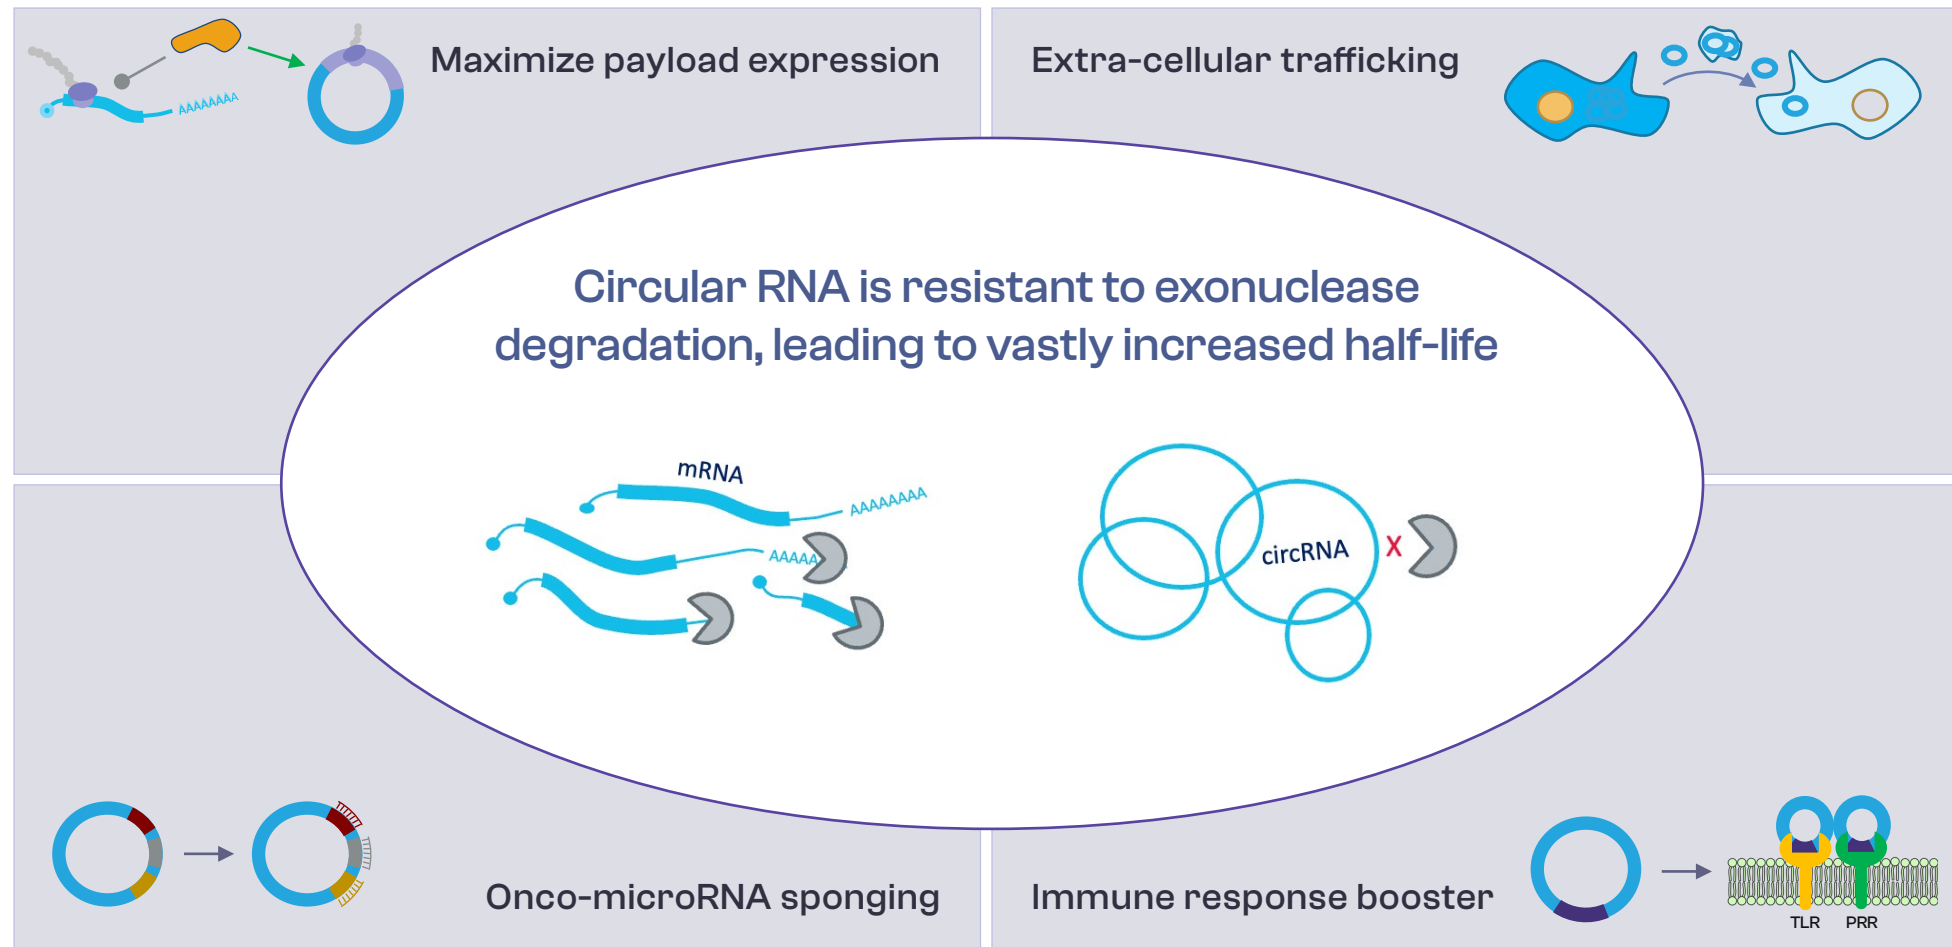 Maximize payload expression
Extra-cellular trafficking
AAAAAAAA
Circular RNA is resistant to exonuclease
degradation, leading to vastly increased half-life
mRNA
AAAAAAAA
AAAAA
circRNA
X
Onco-microRNA sponging
Immune response booster
TLR
PRR